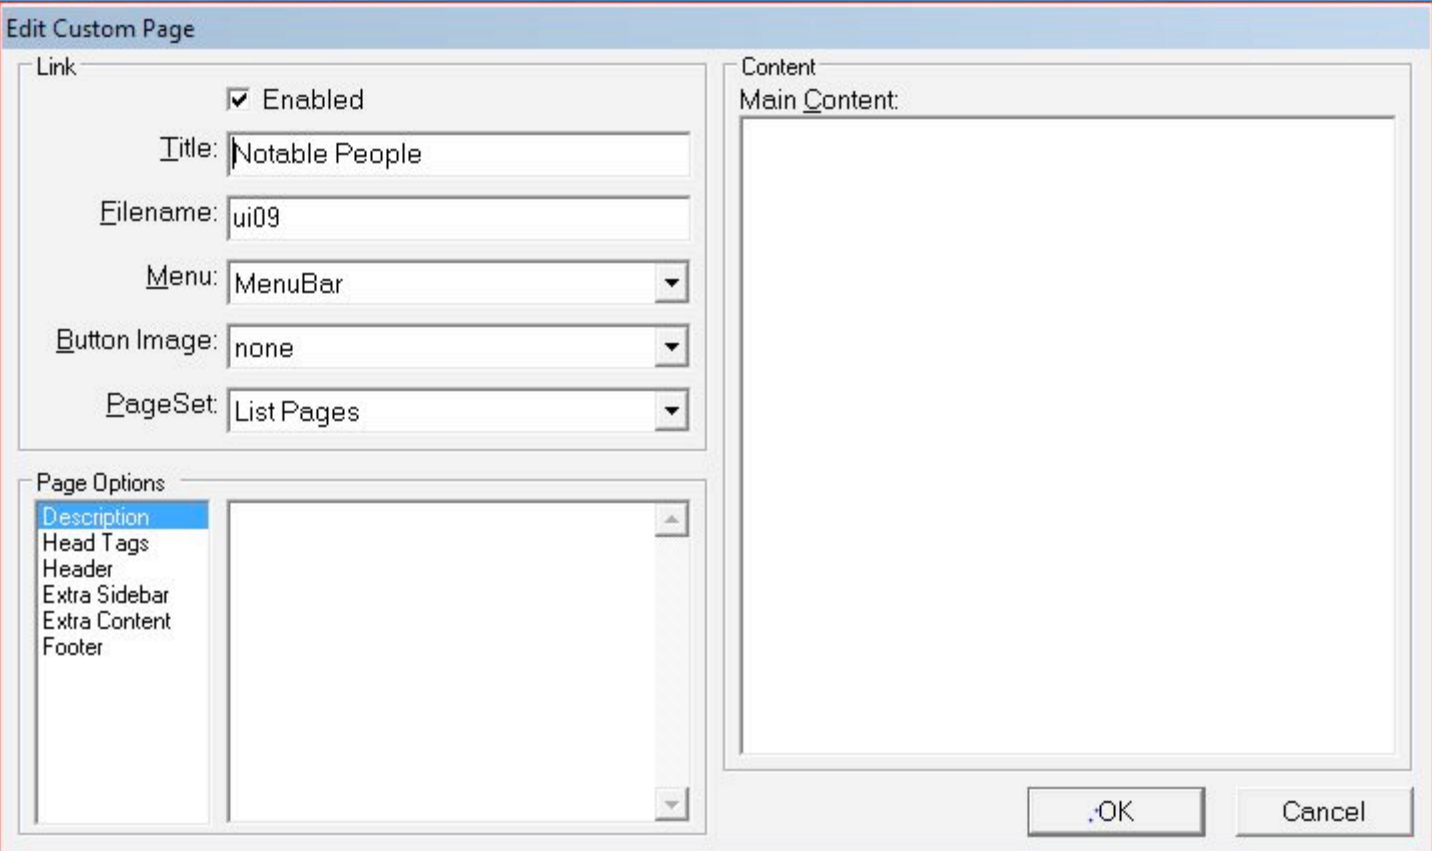 Edit Custom Page
Link
Enabled
Title: Notable People
Filename: ui09
Menu: MenuBar
Button Image: none
PageSet: List Pages
Page Options
Description
Head Tags
Header
Extra Sidebar
Extra Content
Footer
Content
Main Content:
OK
Cancel